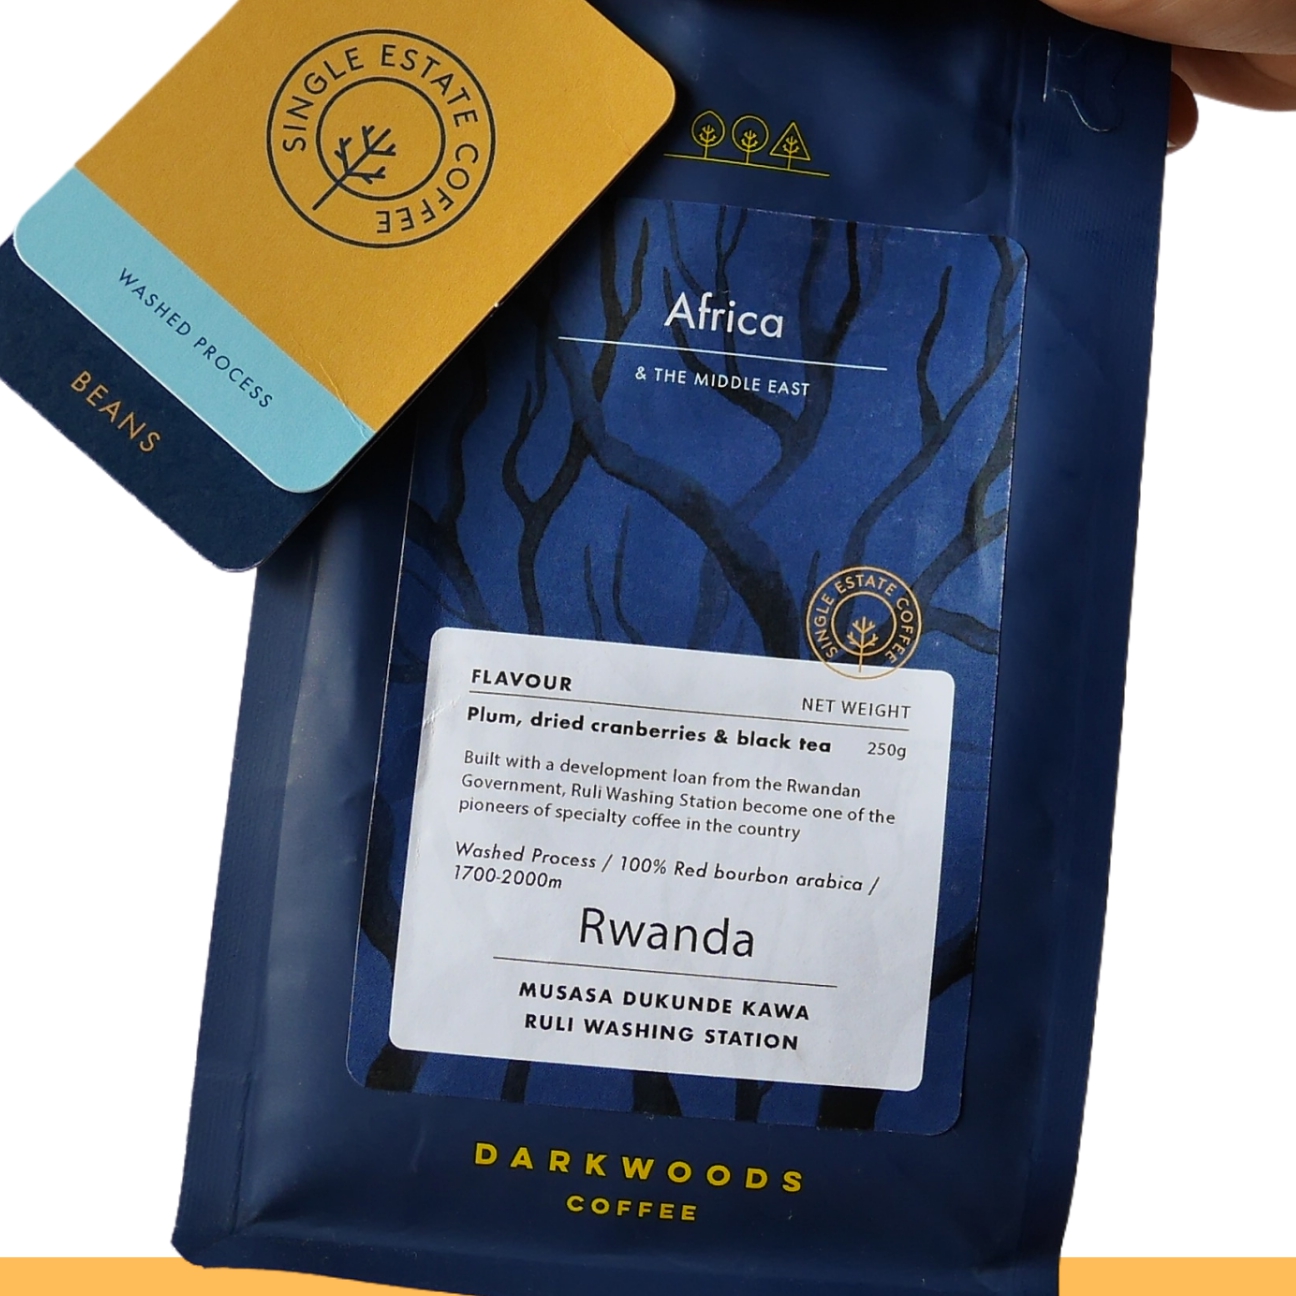 SINGLE ESTATE COFFEE
WASHED PROCESS
BEANS
Africa
& THE MIDDLE EAST
SINGLE ESTATE COFFEE
FLAVOUR
NET WEIGHT
Plum, dried cranberries & black tea
250g
Built with a development loan from the Rwandan
Government, Ruli Washing Station become one of the
pioneers of specialty coffee in the country
Washed Process / 100% Red bourbon arabica /
1700-2000m
Rwanda
MUSASA DUKUNDE KAWA
RULI WASHING STATION
DARKWOODS
COFFEE